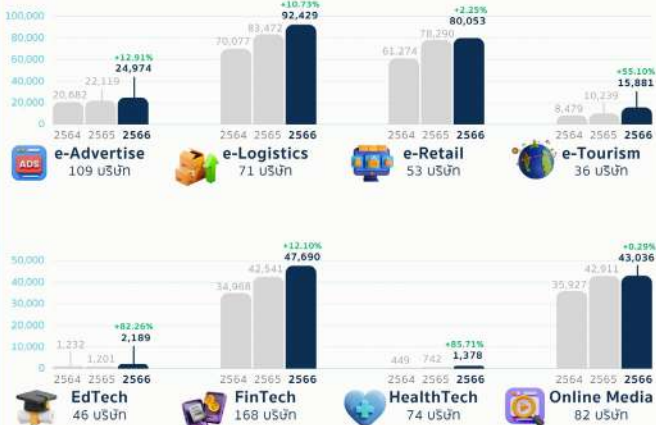 100,000
80,000
60,000
40,000
20,000
0
+12.91%
24,974
22,119
20,682
2564 2565 2566
ADS
e-Advertise
109 บริษัท
+10.73%
92,429
83,472
70,077
2564 2565 2566
e-Logistics
71 บริษัท
+2.25%
80,053
78,290
61,274
2564 2565 2566
e-Retail
53 บริษัท
+55.10%
15,881
10,239
8,479
2564 2565 2566
e-Tourism
36 บริษัท
50,000
40,000
30,000
20,000
10,000
0
+82.26%
2,189
1,232
1,201
2564 2565 2566
EdTech
46 บริษัท
+12.10%
47,690
42,541
34,968
2564 2565 2566
FinTech
168 บริษัท
+85.71%
1,378
449 742
2564 2565 2566
HealthTech
74 บริษัท
+0.29%
43,036
42,911
35,927
2564 2565 2566
Online Media
82 บริษัท